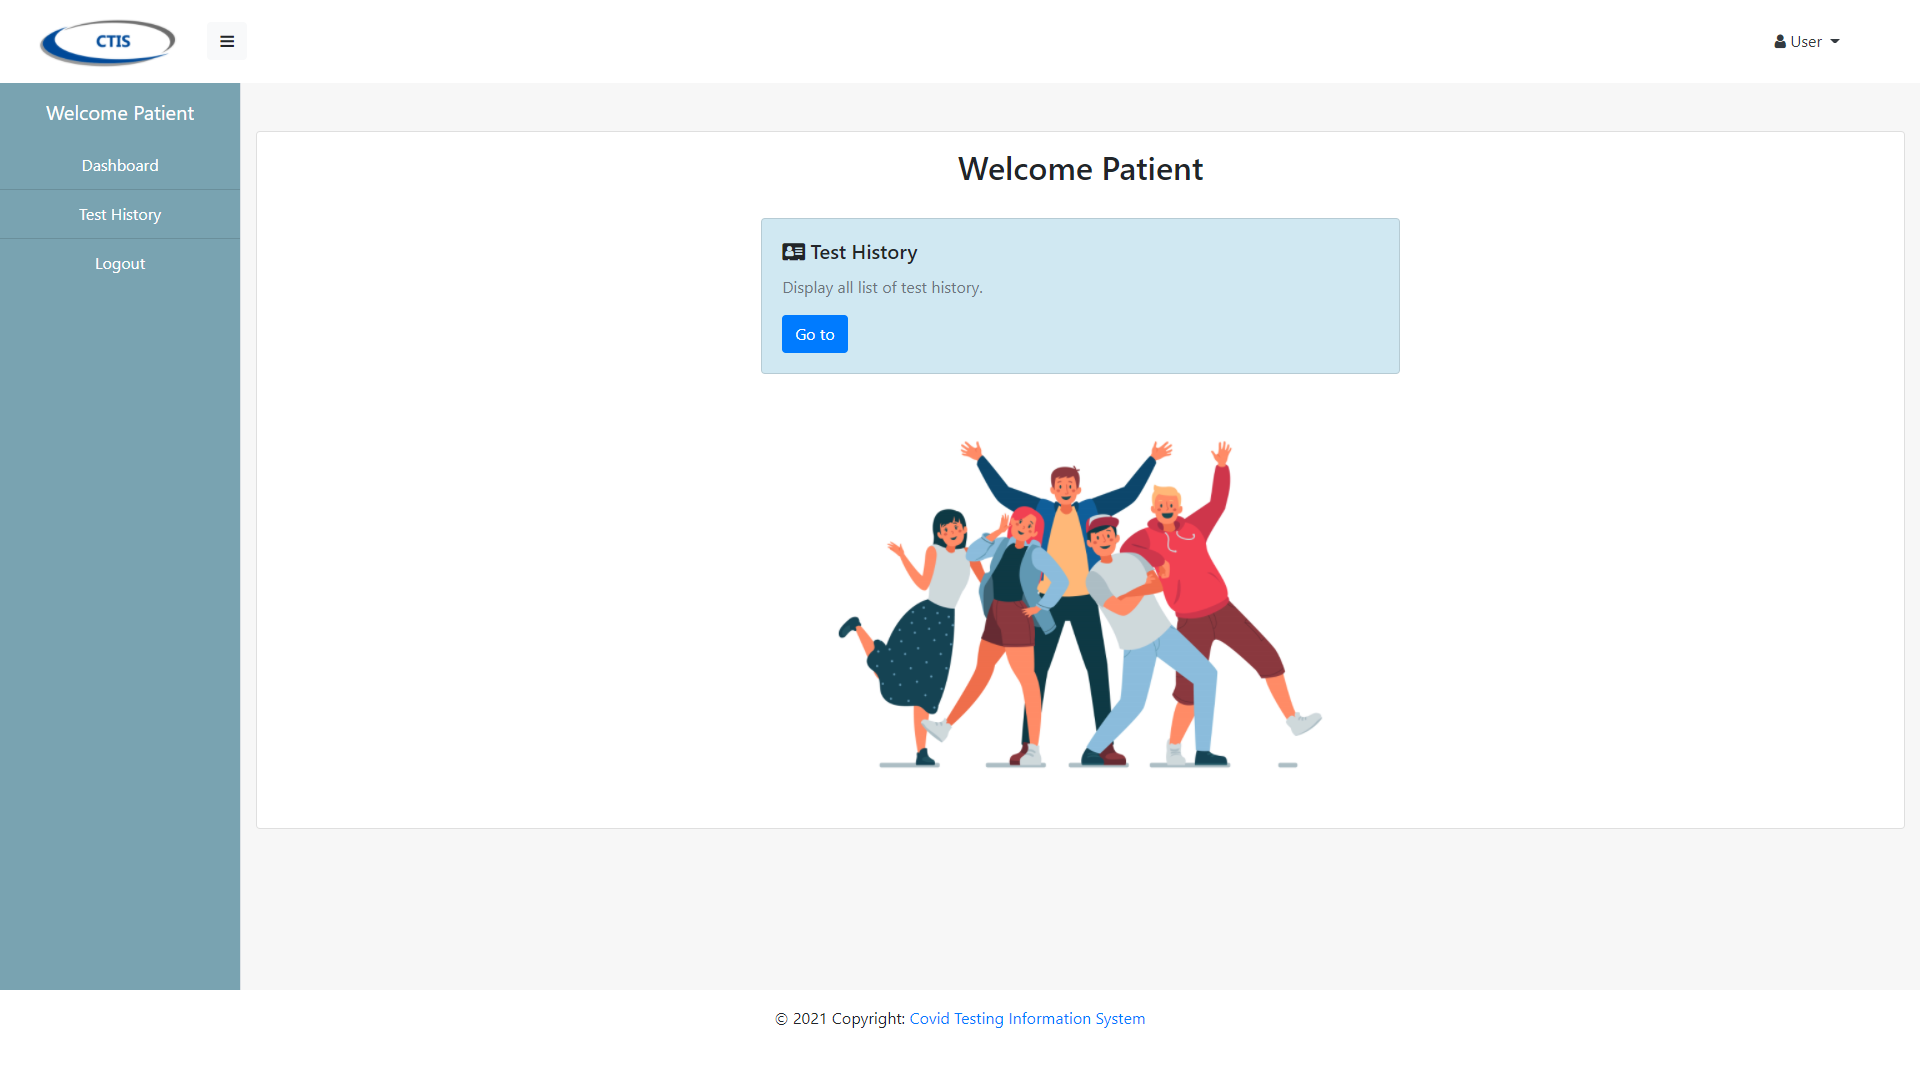 CTIS
User
Welcome Patient
Dashboard
Test History
Logout
Welcome Patient
Test History
Display all list of test history.
Go to
© 2021 Copyright: Covid Testing Information System